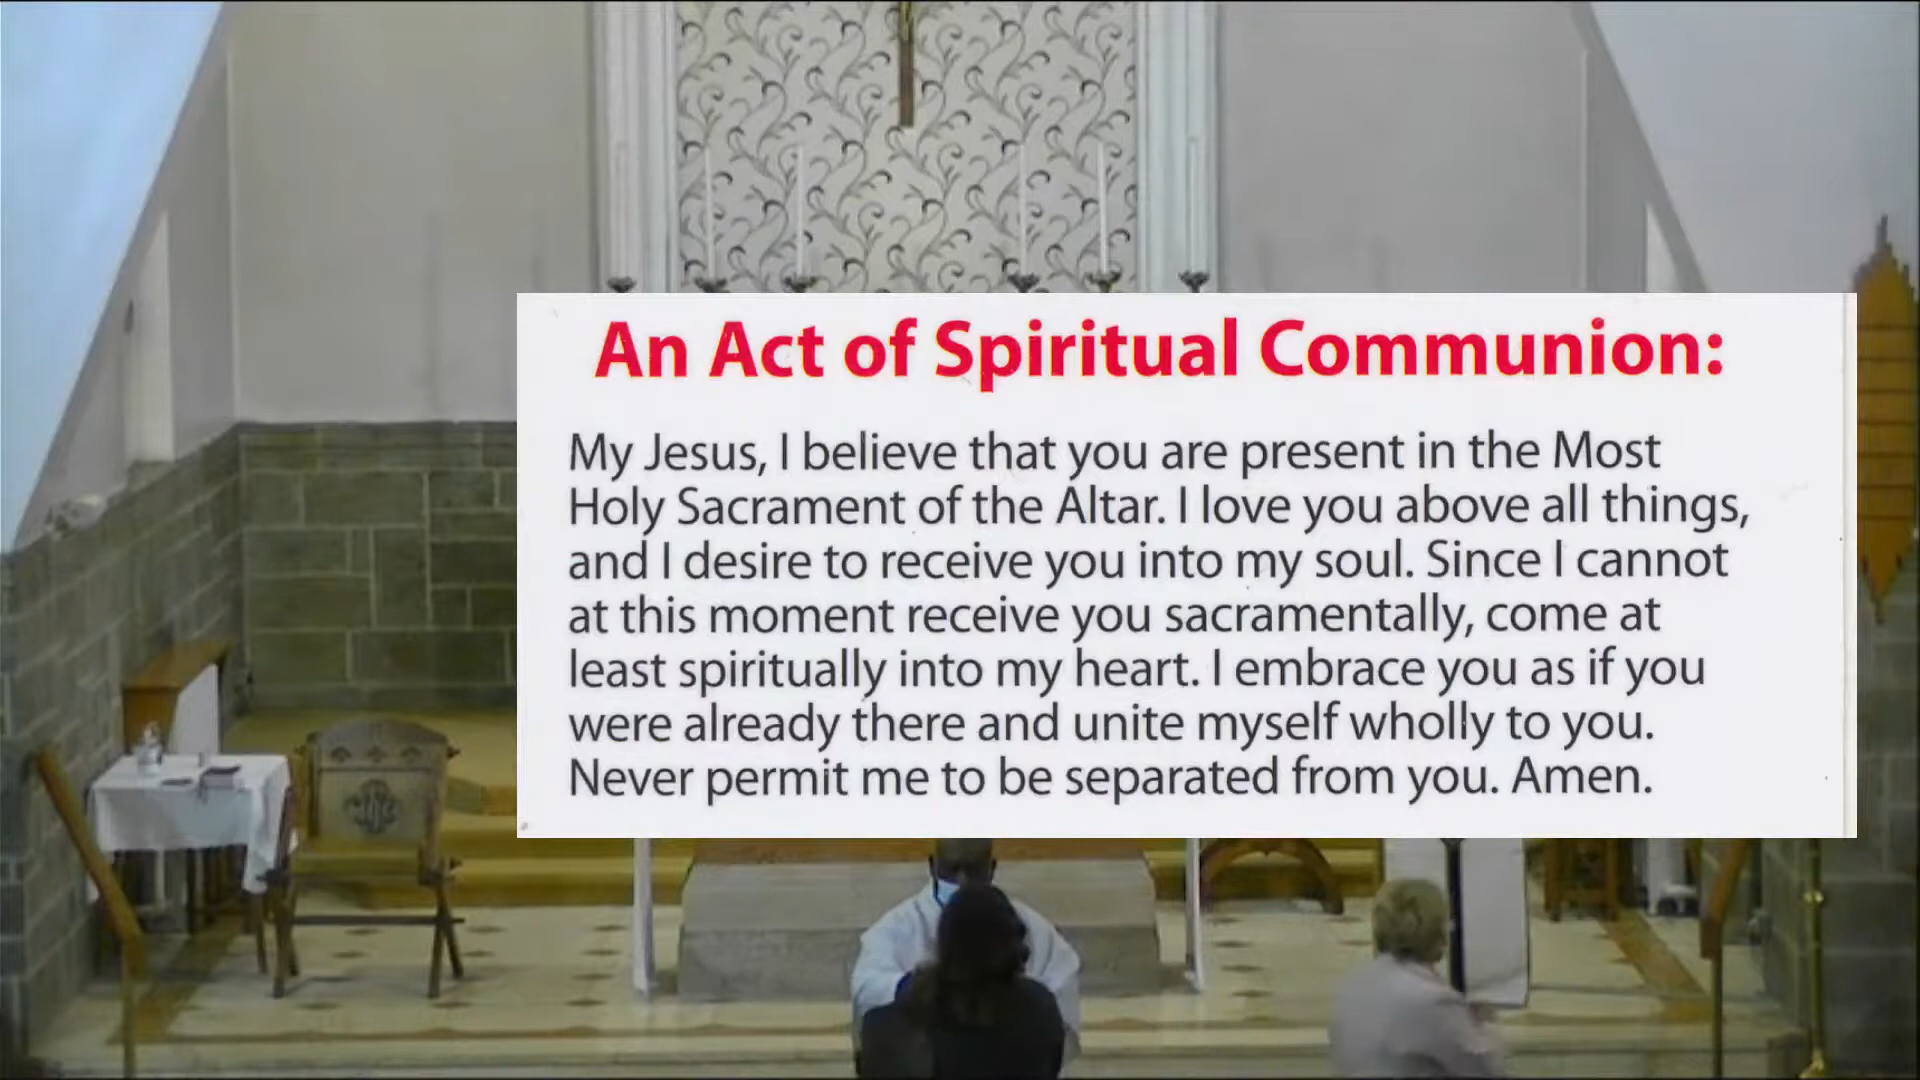 An Act of Spiritual Communion:
My Jesus, I believe that you are present in the Most
Holy Sacrament of the Altar. I love you above all things,
and I desire to receive you into my soul. Since I cannot
at this moment receive you sacramentally, come at
least spiritually into my heart. I embrace you as if you
were already there and unite myself wholly to you.
Never permit me to be separated from you. Amen.